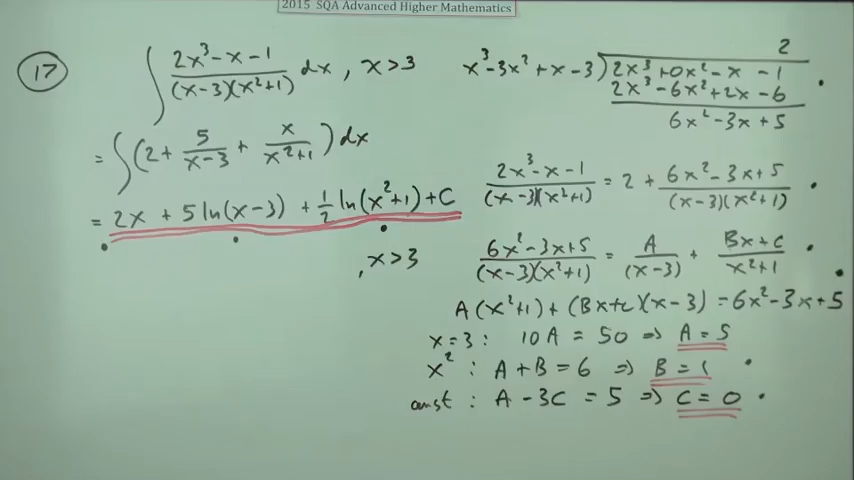 2015 SQA Advanced Higher Mathematics
17
∫ (2x³ - x - 1)/((x-3)(x²+1)) dx , x > 3
= ∫ (2 + 5/(x-3) + x/(x²+1)) dx
= 2x + 5 ln(x-3) + 1/2 ln(x²+1) + C
, x > 3
2
x³-3x²+x-3)2x³+0x²-x-1
2x³-6x²+2x-6
6x²-3x+5
(2x³-x-1)/((x-3)(x²+1)) = 2 + (6x²-3x+5)/((x-3)(x²+1))
(6x²-3x+5)/((x-3)(x²+1)) = A/(x-3) + (Bx+C)/(x²+1)
A(x²+1)+(Bx+C)(x-3)=6x²-3x+5
x=3: 10A = 50 ⇒ A=5
x²: A+B=6 ⇒ B=1
const: A-3C = 5 ⇒ C=0